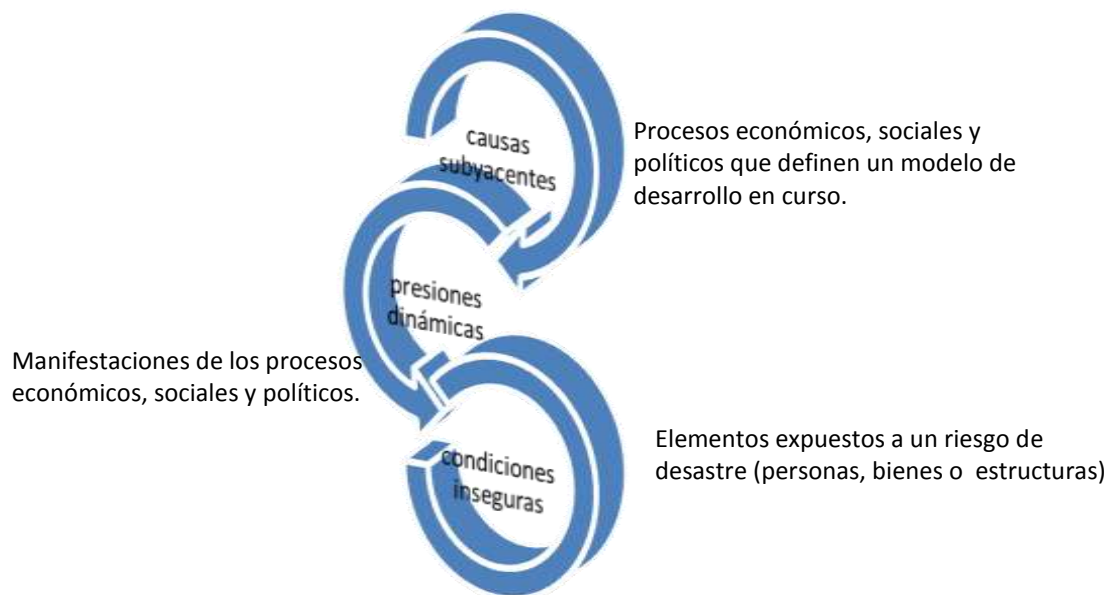 causas
subyacentes
Procesos económicos, sociales y
políticos que definen un modelo de
desarrollo en curso.
presiones
dinámicas
Manifestaciones de los procesos
económicos, sociales y políticos.
condiciones
inseguras
Elementos expuestos a un riesgo de
desastre (personas, bienes o estructuras)